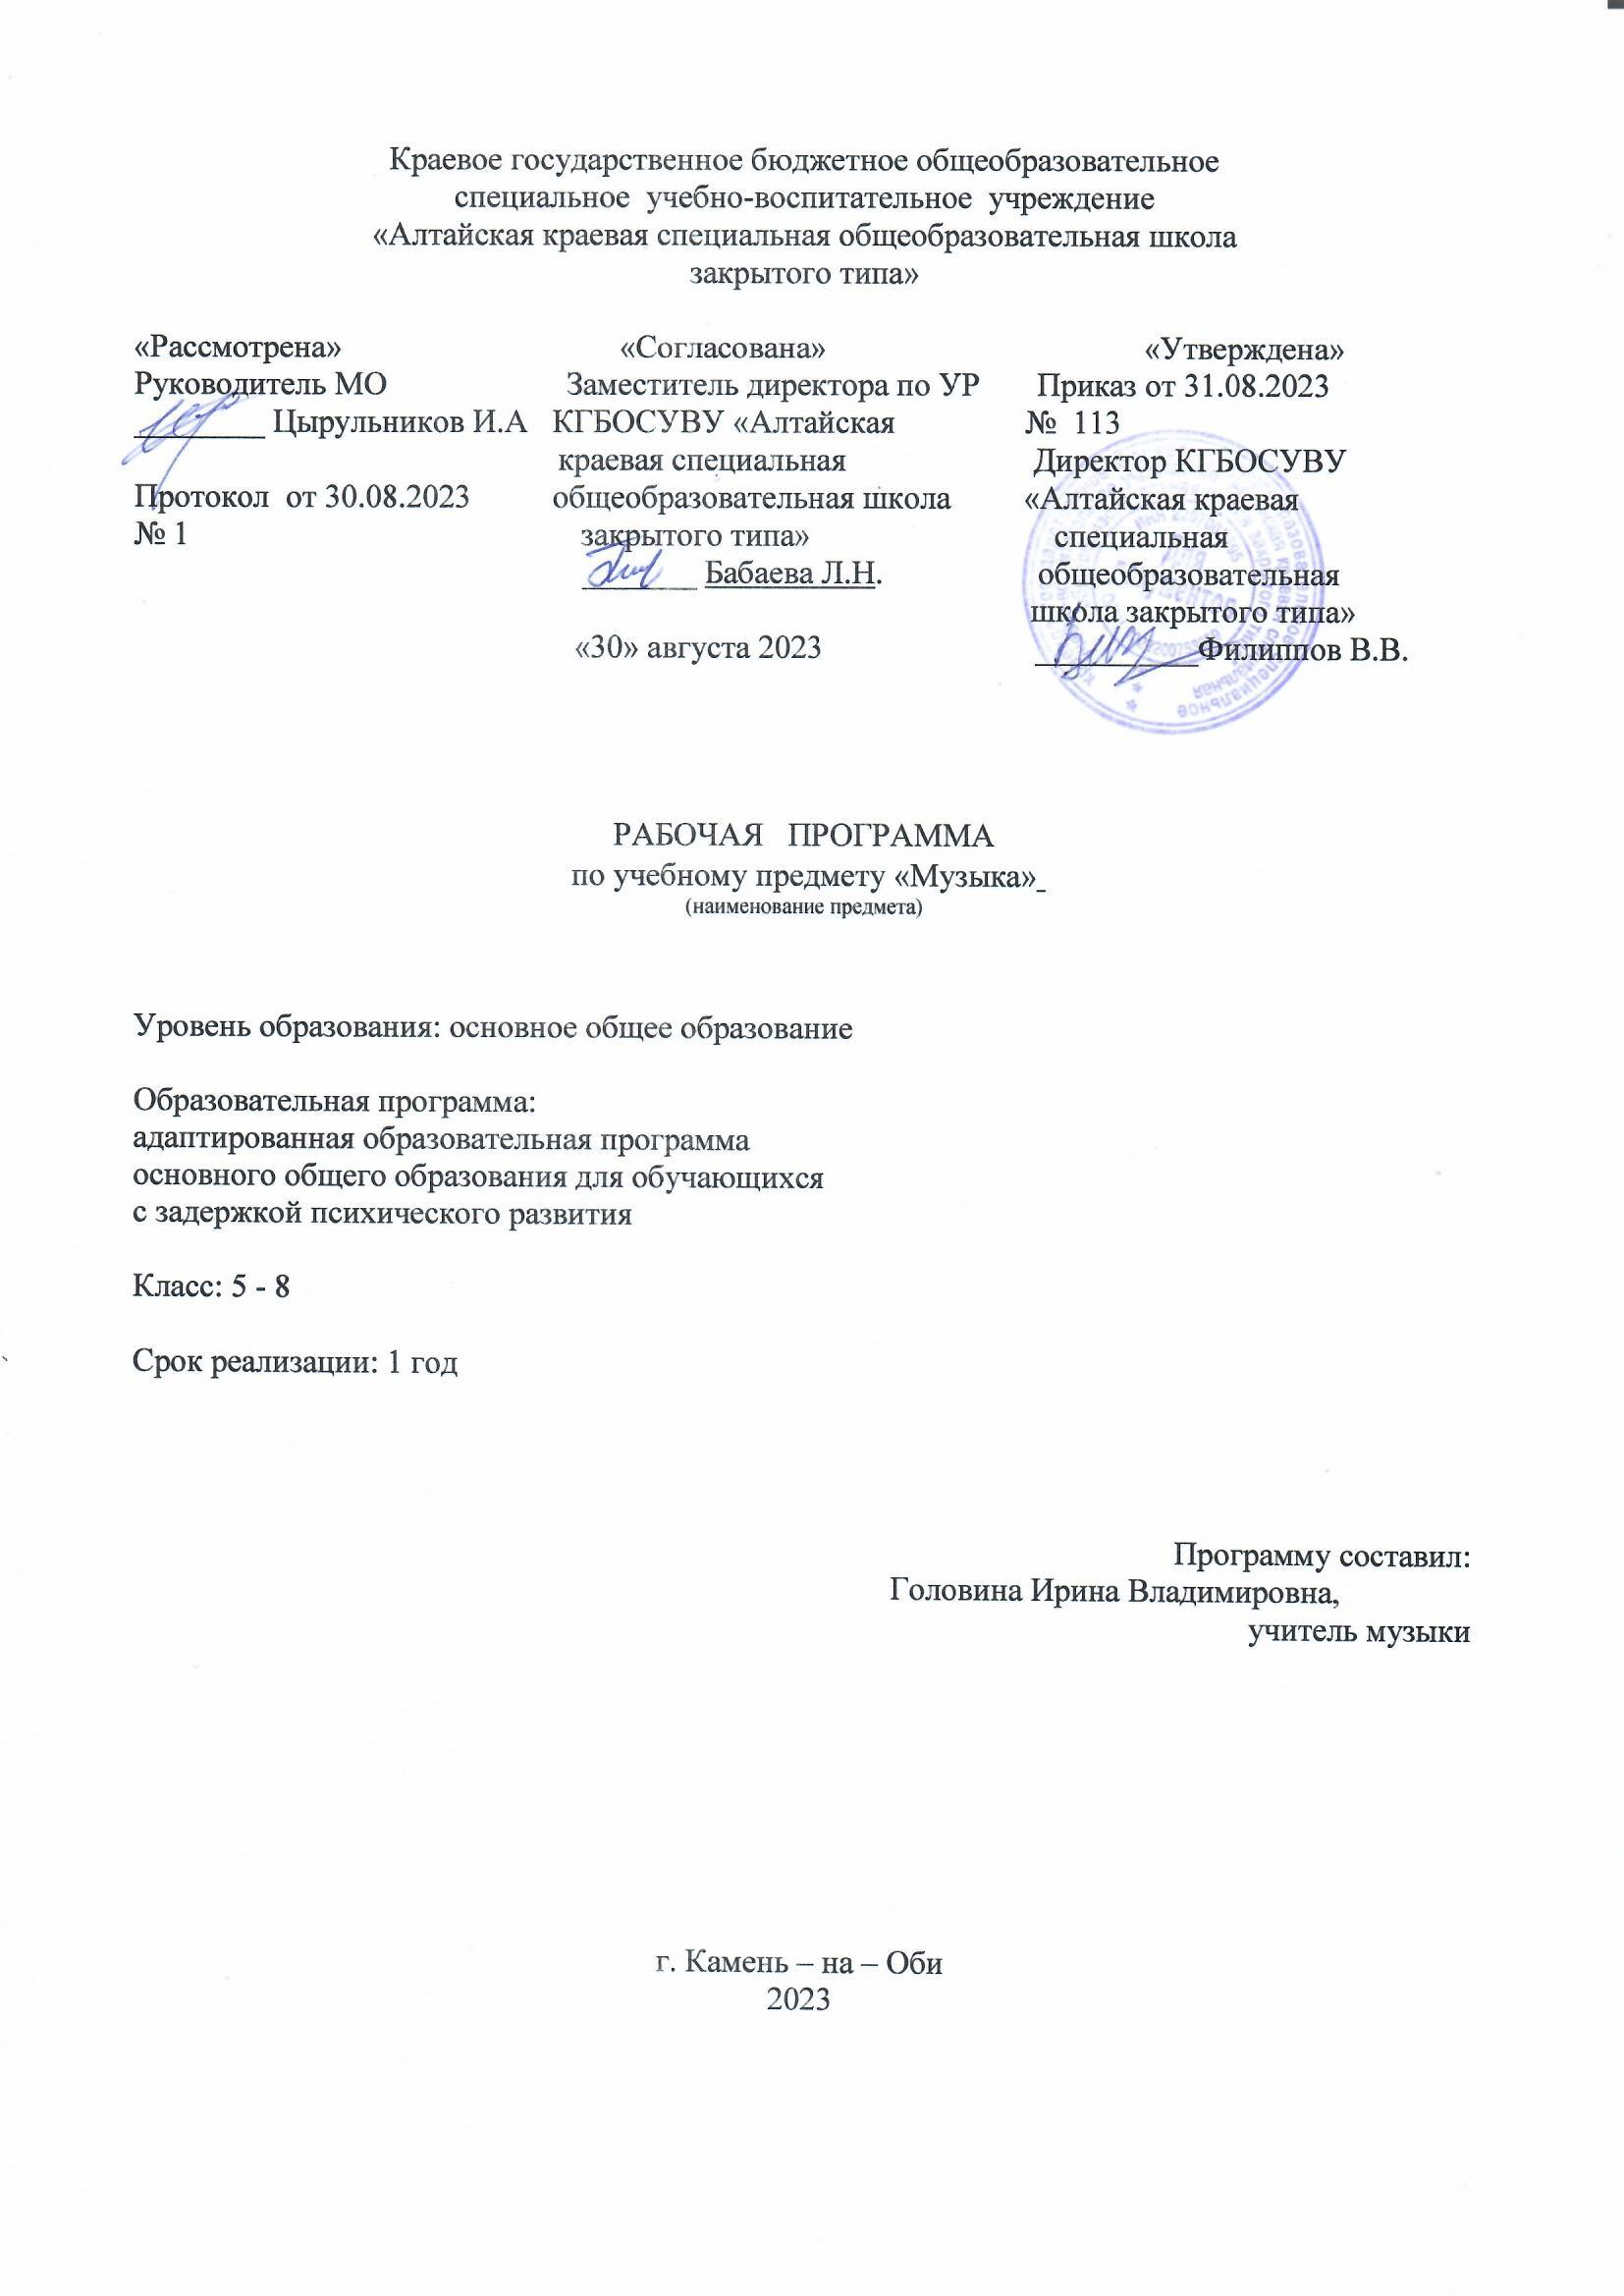 Краевое государственное бюджетное общеобразовательное
специальное учебно-воспитательное учреждение
«Алтайская краевая специальная общеобразовательная школа
закрытого типа»
«Рассмотрена»
Руководитель МО
________ Цырульников И.А
Протокол от 30.08.2023
№ 1
«Согласована»
Заместитель директора по УР
КГБОСУВУ «Алтайская
краевая специальная
общеобразовательная школа
закрытого типа»
_______ Бабаева Л.Н.
«30» августа 2023
«Утверждена»
Приказ от 31.08.2023
№ 113
Директор КГБОСУВУ
«Алтайская краевая
специальная
общеобразовательная
школа закрытого типа»
__________Филиппов В.В.
РАБОЧАЯ ПРОГРАММА
по учебному предмету «Музыка»_
(наименование предмета)
Уровень образования: основное общее образование
Образовательная программа:
адаптированная образовательная программа
основного общего образования для обучающихся
с задержкой психического развития
Класс: 5 - 8
Срок реализации: 1 год
Программу составил:
Головина Ирина Владимировна,
учитель музыки
г. Камень – на – Оби
2023